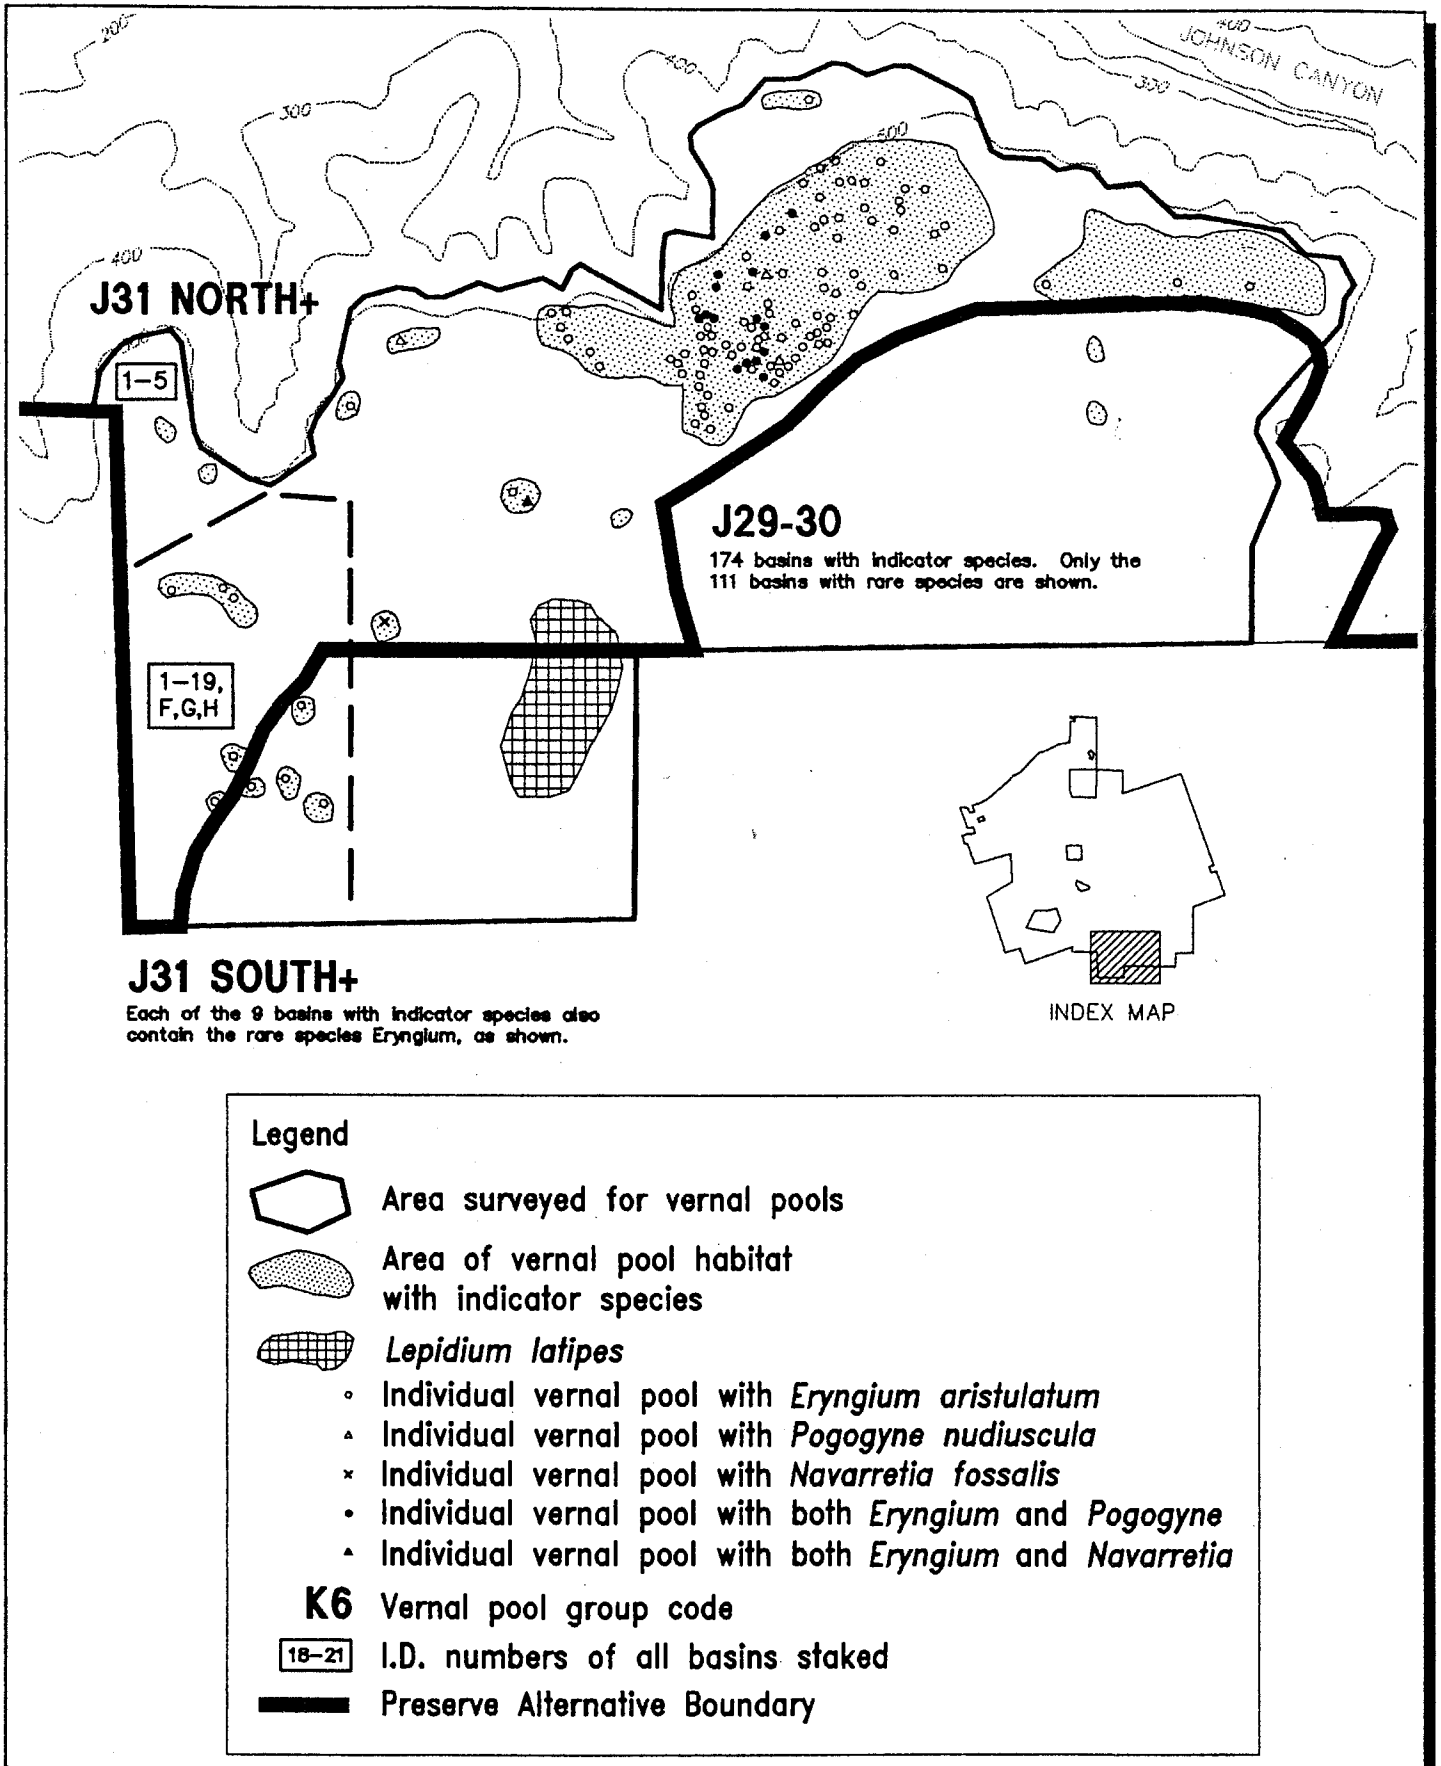 200
400
JOHNSON CANYON
400
300
300
500
400
J31 NORTH+
1-5
J29-30
174 basins with indicator species. Only the
111 basins with rare species are shown.
1-19,
F,G,H
INDEX MAP
J31 SOUTH+
Each of the 9 basins with indicator species also
contain the rare species Eryngium, as shown.
Legend
Area surveyed for vernal pools
Area of vernal pool habitat
with indicator species
Lepidium latipes
Individual vernal pool with Eryngium aristulatum
Individual vernal pool with Pogogyne nudiuscula
Individual vernal pool with Navarretia fossalis
Individual vernal pool with both Eryngium and Pogogyne
Individual vernal pool with both Eryngium and Navarretia
K6 Vernal pool group code
18-21 I.D. numbers of all basins staked
Preserve Alternative Boundary